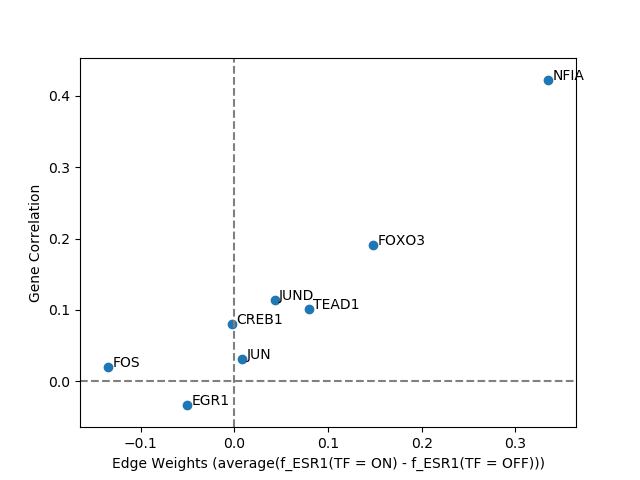 NFIA
0.4
0.3
0.2
FOXO3
JUND
0.1
TEAD1
CREB1
JUN
FOS
0.0
EGR1
−0.1
0.0
0.1
0.2
0.3
Edge Weights (average(f_ESR1(TF = ON) - f_ESR1(TF = OFF)))
Gene Correlation